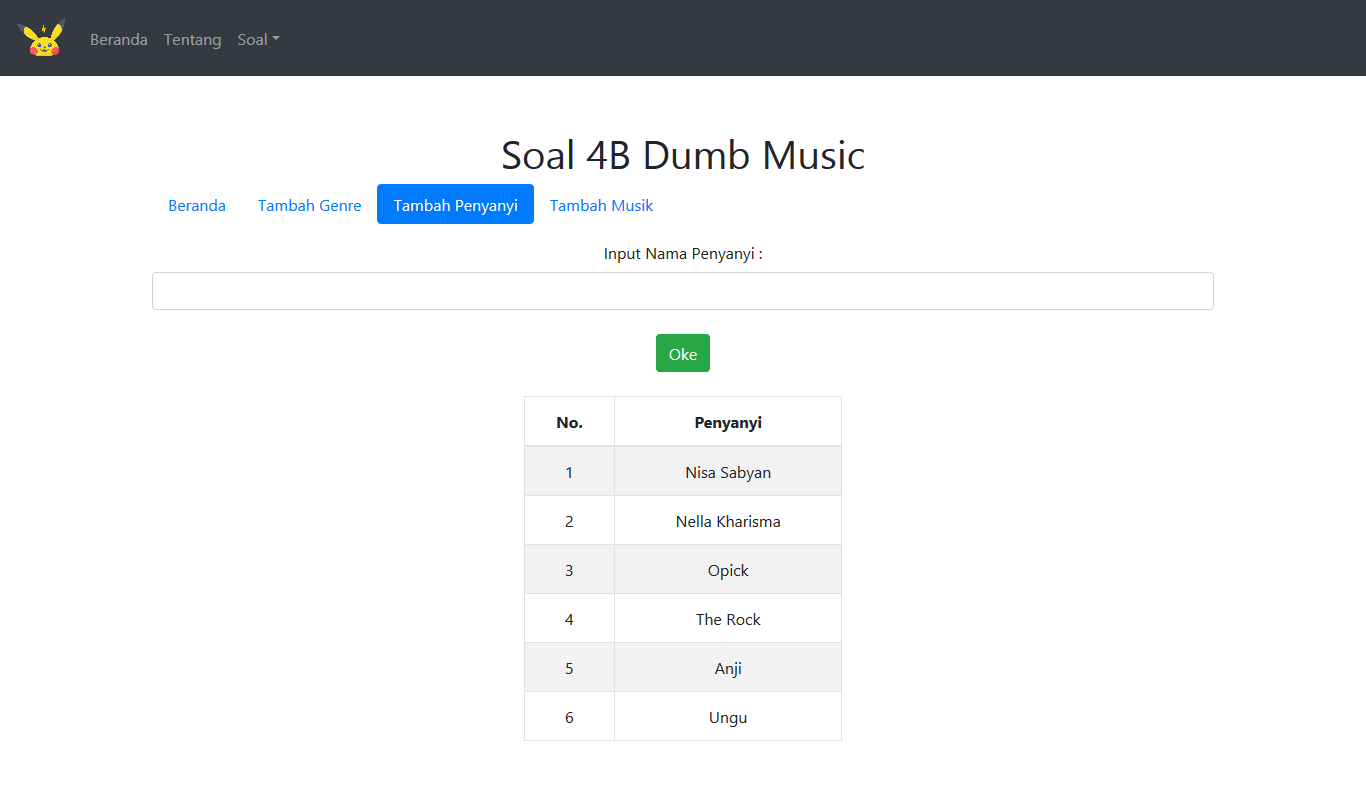 Beranda Tentang Soal
Soal 4B Dumb Music
Beranda Tambah Genre Tambah Penyanyi Tambah Musik
Input Nama Penyanyi :
Oke
No. Penyanyi
1 Nisa Sabyan
2 Nella Kharisma
3 Opick
4 The Rock
5 Anji
6 Ungu